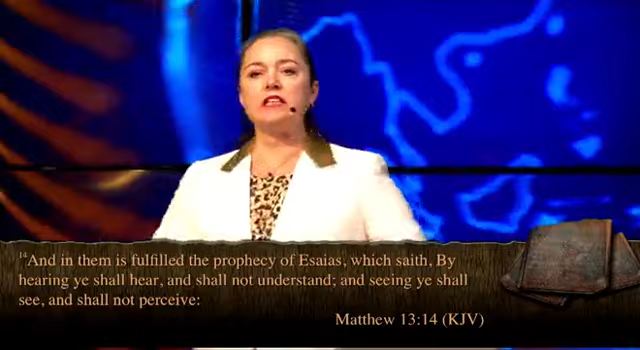 14And in them is fulfilled the prophecy of Esaias, which saith, By
hearing ye shall hear, and shall not understand; and seeing ye shall
see, and shall not perceive:
Matthew 13:14 (KJV)